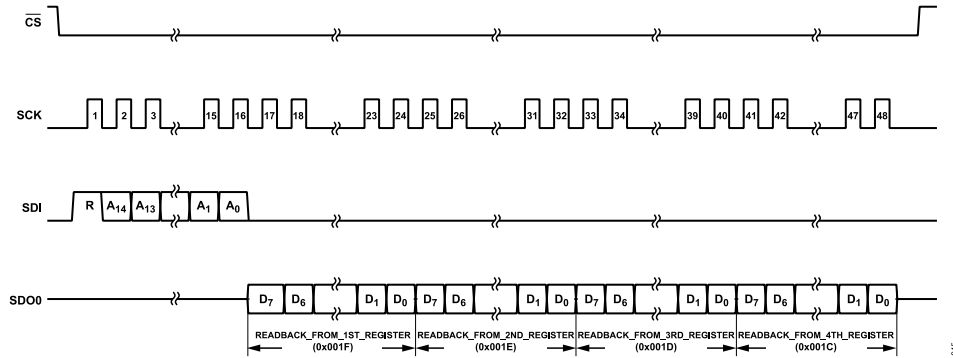 CS
SCK
1 2 3 15 16 17 18 23 24 25 26 31 32 33 34 39 40 41 42 47 48
SDI
R A14 A13 A1 A0
SDO0
D7 D6 D1 D0 D7 D6 D1 D0 D7 D6 D1 D0 D7 D6 D1 D0
READBACK_FROM_1ST_REGISTER READBACK_FROM_2ND_REGISTER READBACK_FROM_3RD_REGISTER READBACK_FROM_4TH_REGISTER
(0x001F) (0x001E) (0x001D) (0x001C)